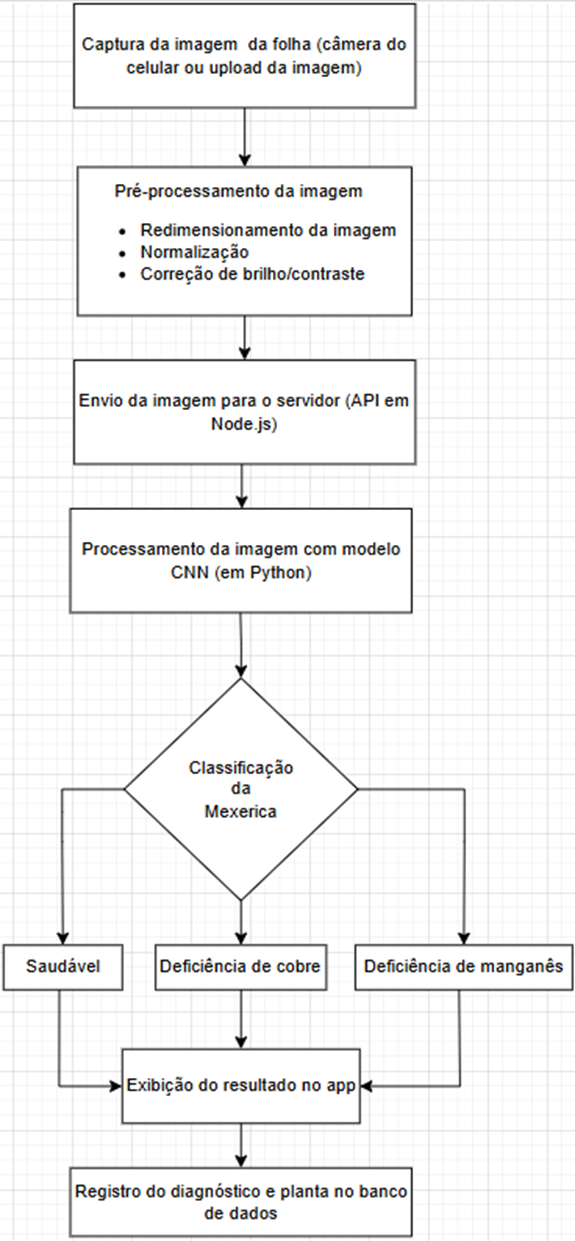 Captura da imagem da folha (câmera do
celular ou upload da imagem)
Pré-processamento da imagem
• Redimensionamento da imagem
• Normalização
• Correção de brilho/contraste
Envio da imagem para o servidor (API em
Node.js)
Processamento da imagem com modelo
CNN (em Python)
Classificação
da
Mexerica
Saudável
Deficiência de cobre
Deficiência de manganês
Exibição do resultado no app
Registro do diagnóstico e planta no banco
de dados